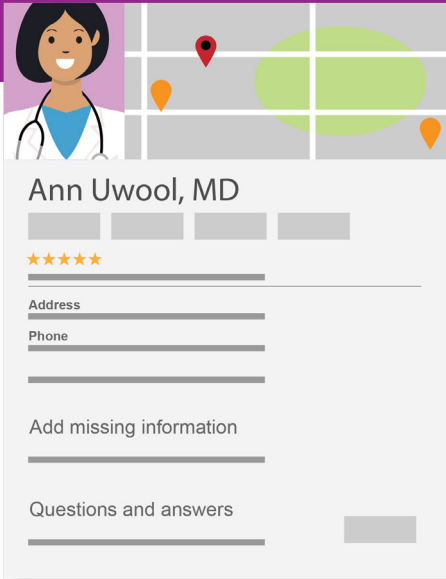 Ann Uwool, MD
Address
Phone
Add missing information
Questions and answers